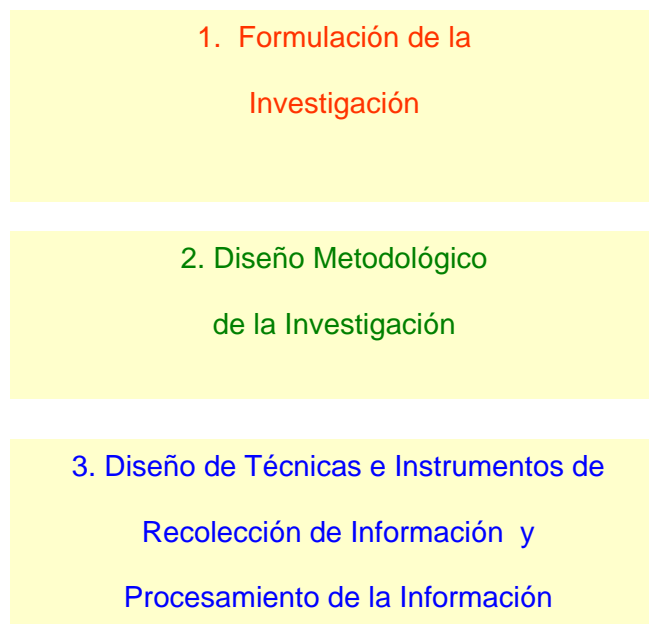 1. Formulación de la
Investigación
2. Diseño Metodológico
de la Investigación
3. Diseño de Técnicas e Instrumentos de
Recolección de Información y
Procesamiento de la Información